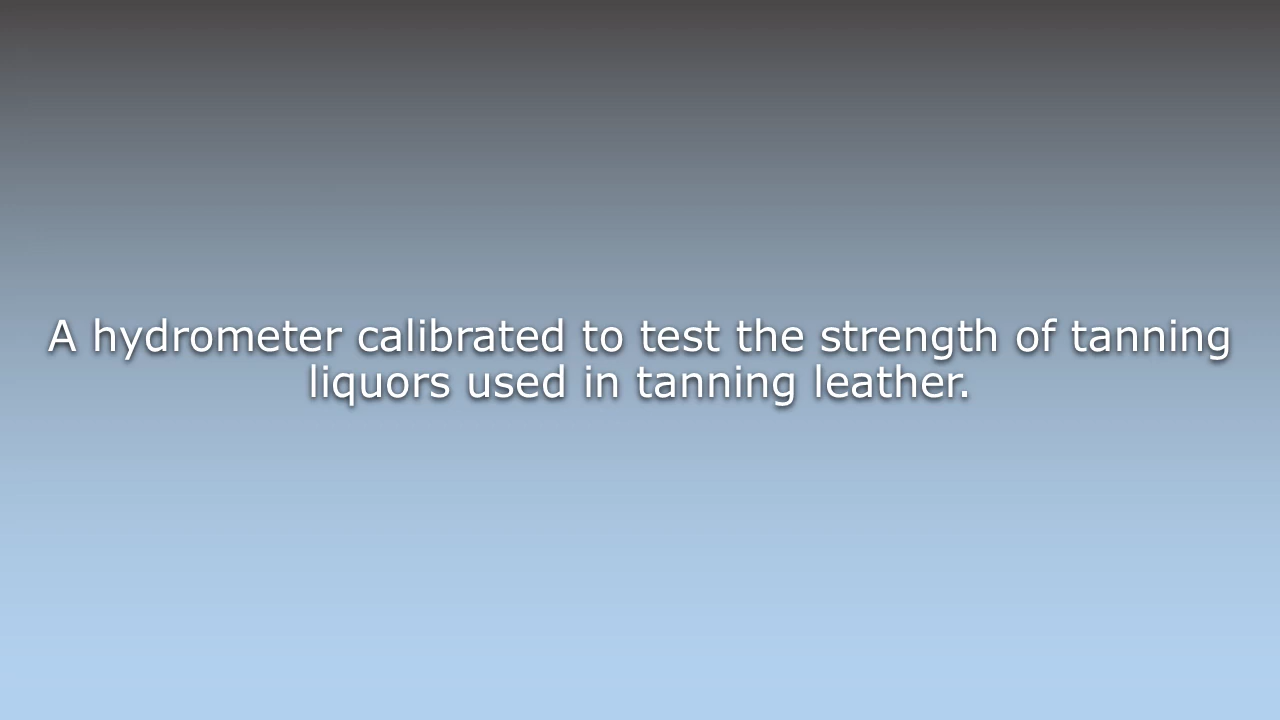 A hydrometer calibrated to test the strength of tanning
liquors used in tanning leather.